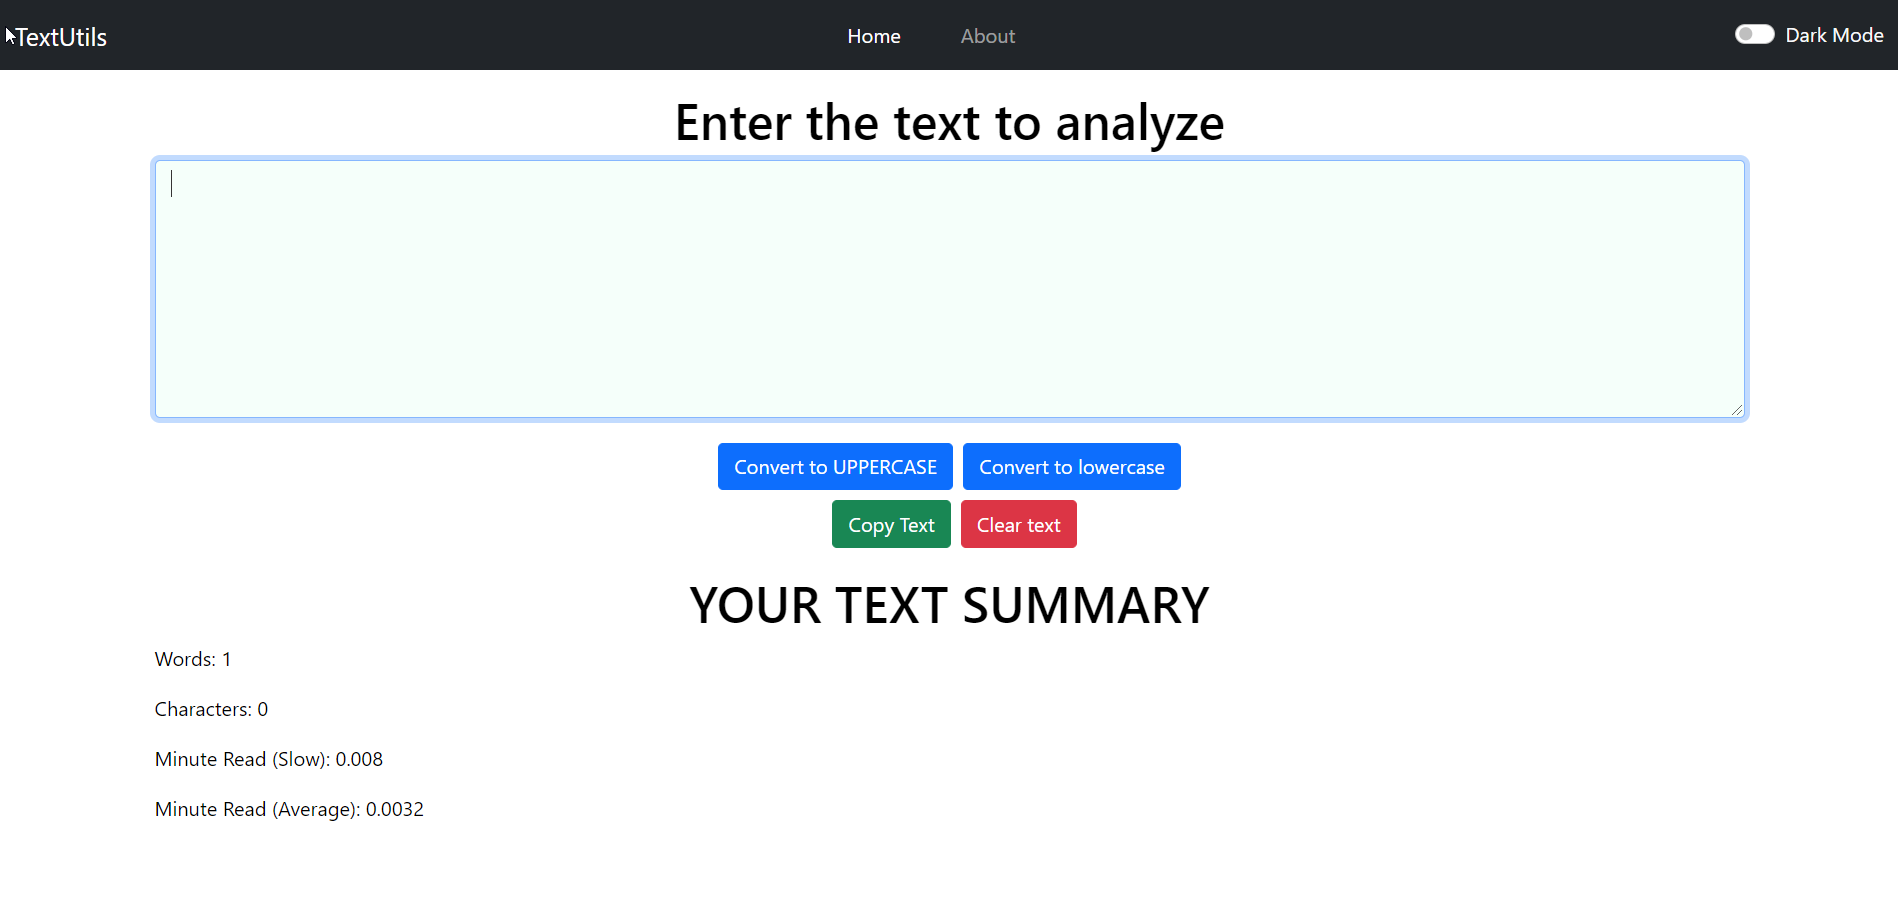 TextUtils Home About Dark Mode
Enter the text to analyze
Convert to UPPERCASE Convert to lowercase
Copy Text Clear text
YOUR TEXT SUMMARY
Words: 1
Characters: 0
Minute Read (Slow): 0.008
Minute Read (Average): 0.0032